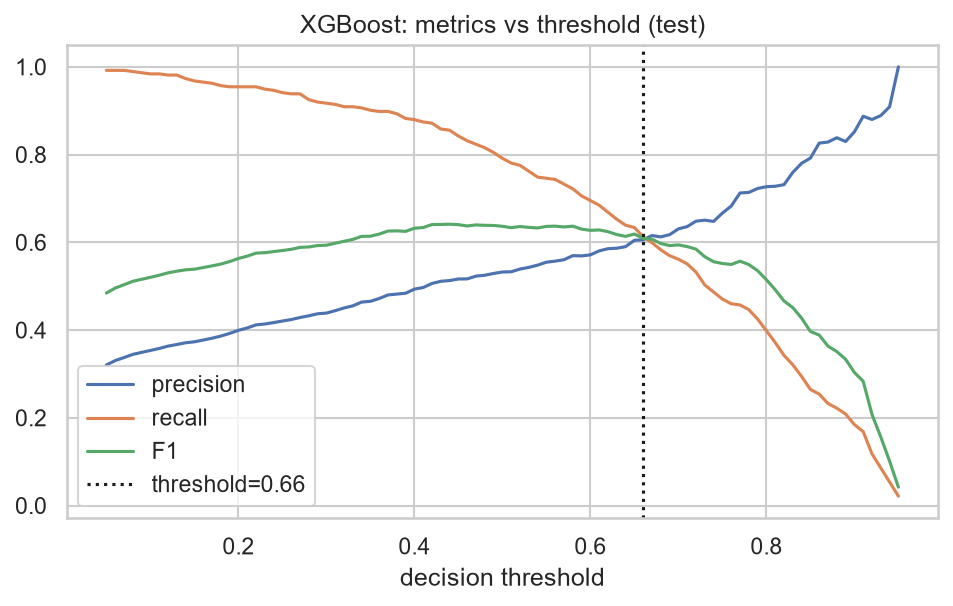 XGBoost: metrics vs threshold (test)
1.0
0.8
0.6
0.4
0.2
0.0
precision
recall
F1
threshold=0.66
0.2 0.4 0.6 0.8
decision threshold